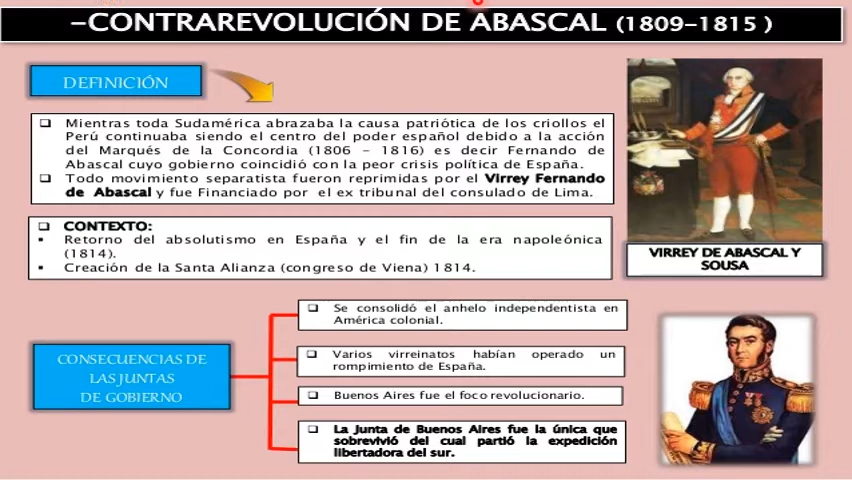 -CONTRAREVOLUCIÓN DE ABASCAL (1809-1815 )
DEFINICIÓN
❑ Mientras toda Sudamérica abrazaba la causa patriótica de los criollos el
Perú continuaba siendo el centro del poder español debido a la acción
del Marqués de la Concordia (1806 - 1816) es decir Fernando de
Abascal cuyo gobierno coincidió con la peor crisis política de España.
❑ Todo movimiento separatista fueron reprimidas por el Virrey Fernando
de Abascal y fue Financiado por el ex tribunal del consulado de Lima.
❑ CONTEXTO:
▪ Retorno del absolutismo en España y el fin de la era napoleónica
(1814).
▪ Creación de la Santa Alianza (congreso de Viena) 1814.
VIRREY DE ABASCAL Y
SOUSA
CONSECUENCIAS DE
LAS JUNTAS
DE GOBIERNO
❑ Se consolidó el anhelo independentista en
América colonial.
❑ Varios virreinatos habían operado un
rompimiento de España.
❑ Buenos Aires fue el foco revolucionario.
❑ La Junta de Buenos Aires fue la única que
sobrevivió del cual partió la expedición
libertadora del sur.